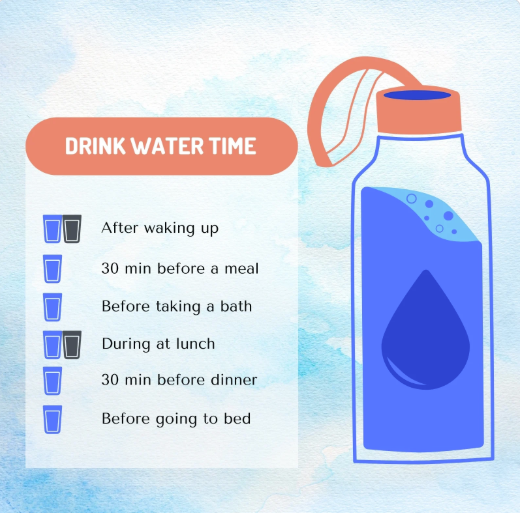 DRINK WATER TIME
After waking up
30 min before a meal
Before taking a bath
During at lunch
30 min before dinner
Before going to bed